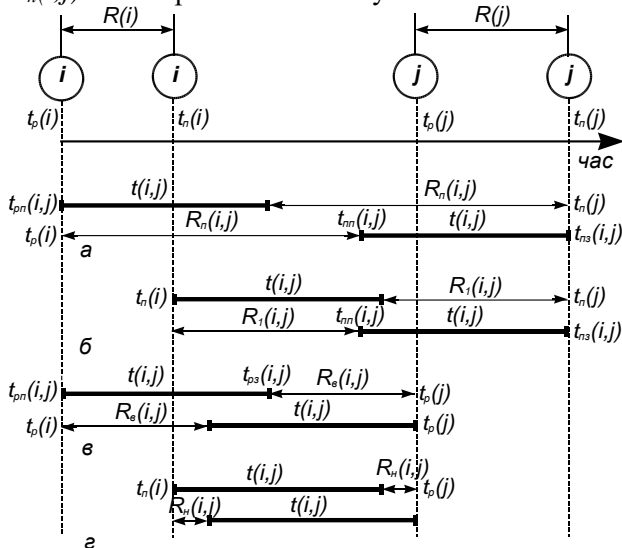 R(i) R(j)
i i j j
tр(i) tп(i) tр(j) tп(j)
час
tрп(i,j) t(i,j) Rп(i,j) tп(j)
tр(i) Rп(i,j) tпп(i,j) t(i,j) tпз(i,j)
а
tп(i) t(i,j) R1(i,j) tп(j)
R1(i,j) tпп(i,j) t(i,j) tпз(i,j)
б
tрп(i,j) t(i,j) tрз(i,j) Rв(i,j) tр(j)
tр(i) Rв(i,j) t(i,j) tр(j)
в
tп(i) t(i,j) Rн(i,j) tр(j)
Rн(i,j) t(i,j)
г